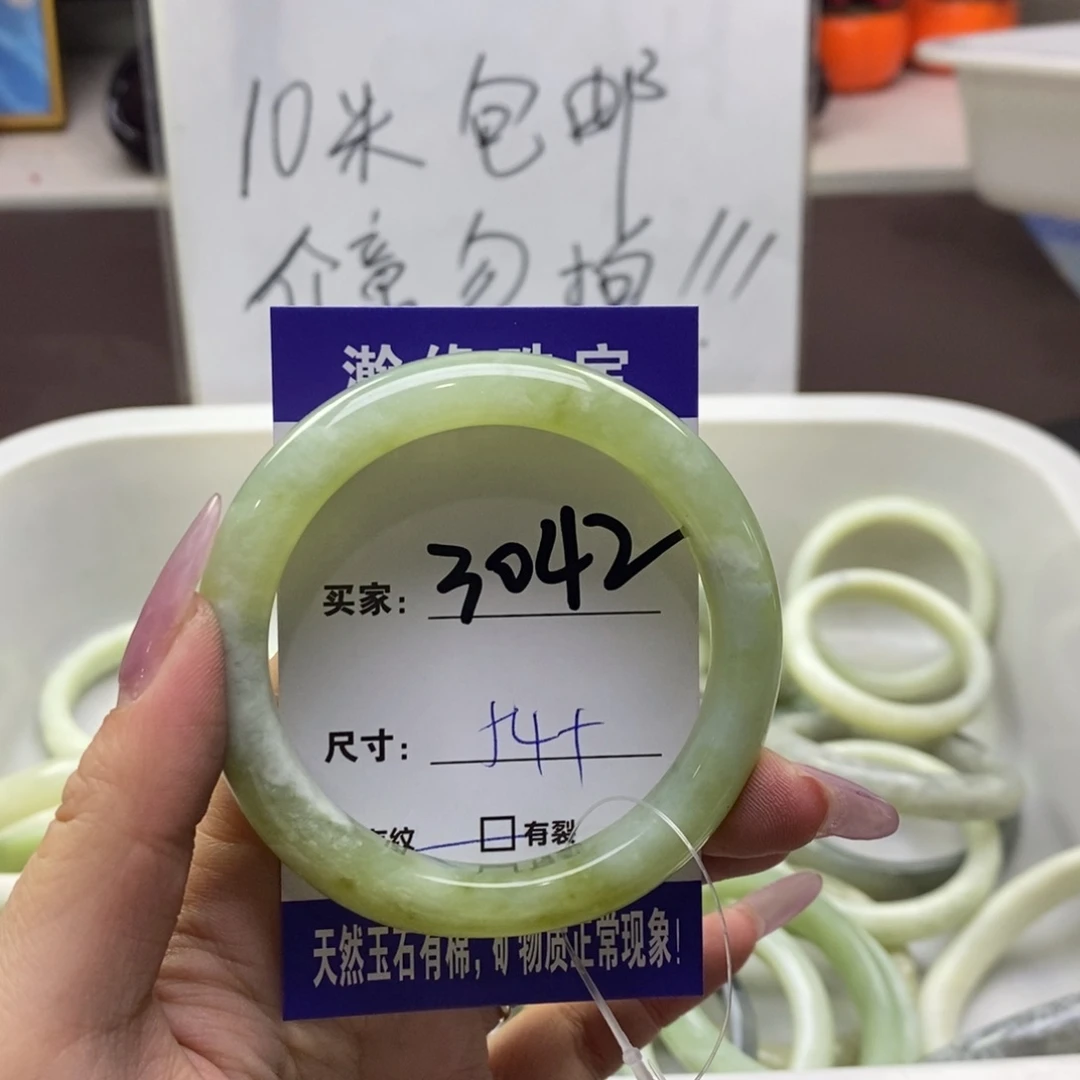 10米包邮
介意勿拍!!!
买家: 3042
尺寸:
纹 □有裂
天然玉石有棉,矿物质正常现象!